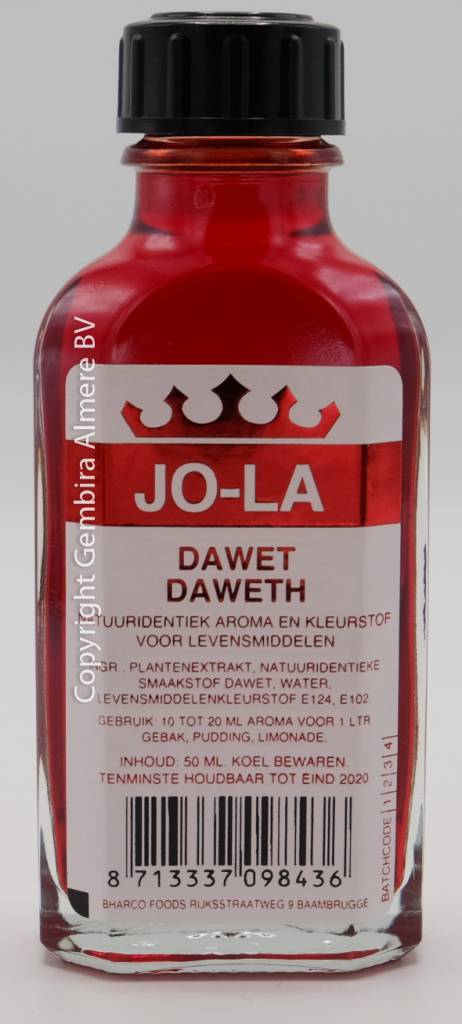 JO-LA
DAWET
DAWETH
NATUURIDENTIEK AROMA EN KLEURSTOF
VOOR LEVENSMIDDELEN
INGR.. PLANTENEXTRAKT, NATUURIDENTIEKE
SMAAKSTOF DAWET, WATER,
LEVENSMIDDELENKLEURSTOF E124, E102.
GEBRUIK: 10 TOT 20 ML AROMA VOOR 1 LTR
GEBAK, PUDDING, LIMONADE.
INHOUD: 50 ML. KOEL BEWAREN.
TENMINSTE HOUDBAAR TOT EIND 2020
8 713337 098436
BHARCO FOODS RIJKSSTRAATWEG 9 BAAMBRUGGE
BATCHCODE | 1 | 2 | 3 | 4 |
Copyright Gembira Almere BV